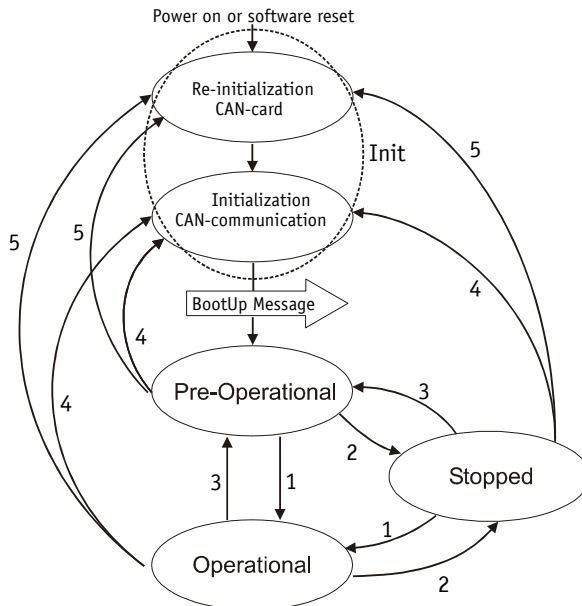 Power on or software reset
Re-initialization
CAN-card
Init
5
Initialization
CAN-communication
5
5
4
BootUp Message
4
4
3
Pre-Operational
2
Stopped
3
1
1
Operational
2